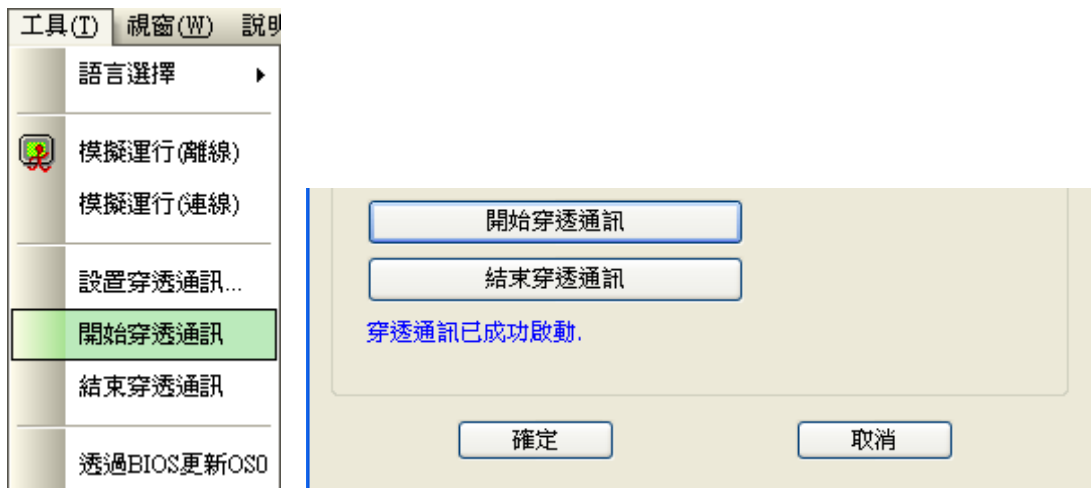 工具(T) 視窗(W) 說明
語言選擇
模擬運行(離線)
模擬運行(連線)
設置穿透通訊...
開始穿透通訊
結束穿透通訊
透過BIOS更新OS0
開始穿透通訊
結束穿透通訊
穿透通訊已成功啟動.
確定 取消